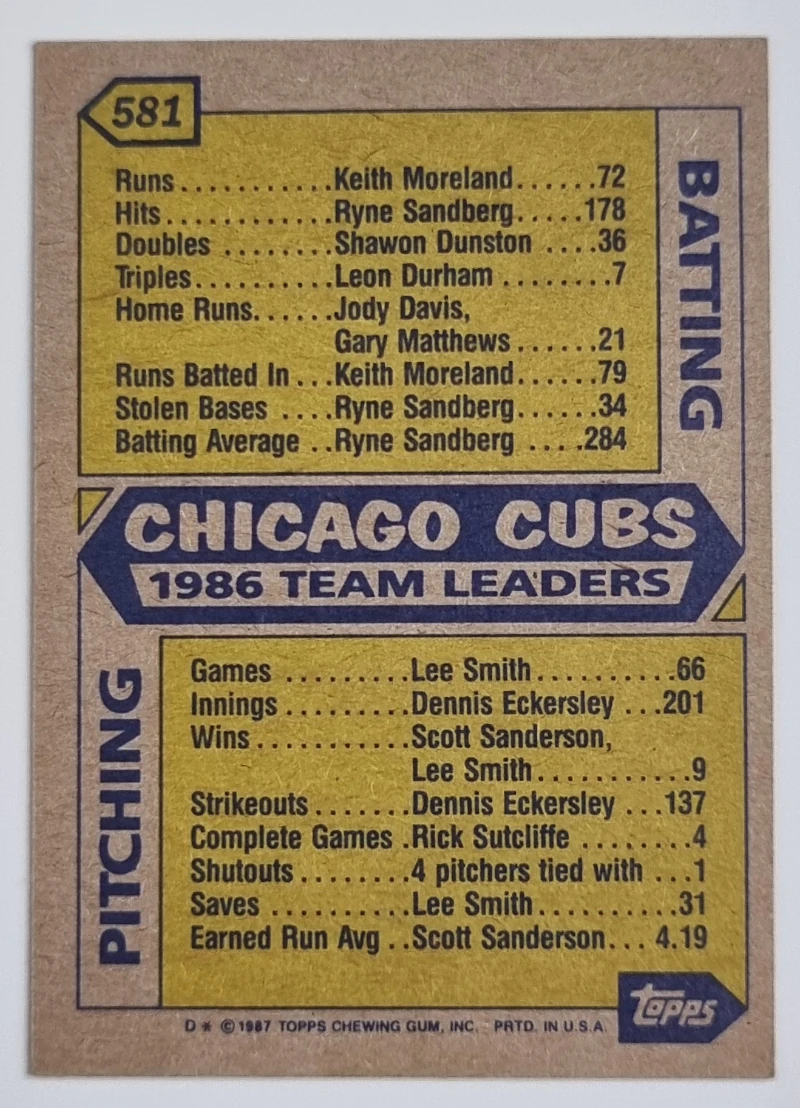 581
BATTING
Runs...........Keith Moreland......72
Hits............Ryne Sandberg.....178
Doubles ........Shawon Dunston ....36
Triples..........Leon Durham ........7
Home Runs......Jody Davis,
Gary Matthews......21
Runs Batted In...Keith Moreland......79
Stolen Bases ....Ryne Sandberg......34
Batting Average ..Ryne Sandberg ....284
CHICAGO CUBS
1986 TEAM LEADERS
PITCHING
Games .........Lee Smith..........66
Innings.........Dennis Eckersley ...201
Wins...........Scott Sanderson,
Lee Smith...........9
Strikeouts.......Dennis Eckersley ...137
Complete Games .Rick Sutcliffe ........4
Shutouts........4 pitchers tied with ...1
Saves ..........Lee Smith..........31
Earned Run Avg ..Scott Sanderson... 4.19
topps
D * © 1987 TOPPS CHEWING GUM, INC. PRTD. IN U.S.A.